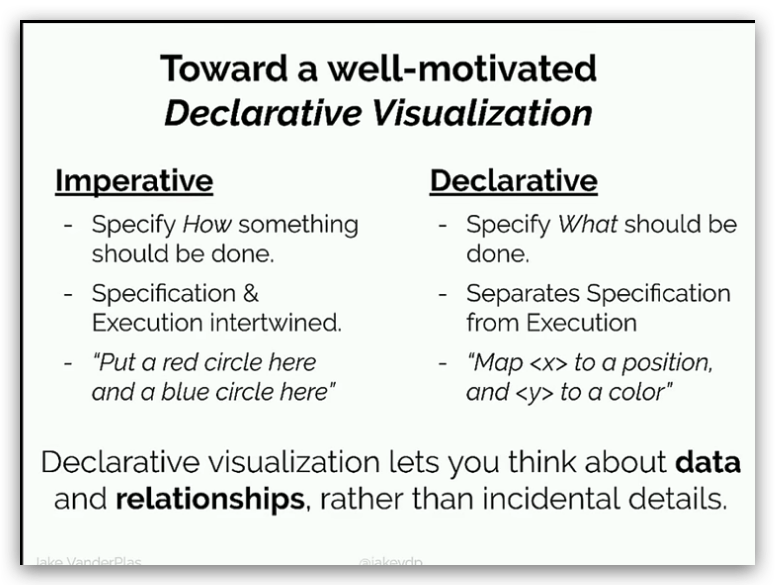 Toward a well-motivated
Declarative Visualization
Imperative
- Specify How something
should be done.
- Specification &
Execution intertwined.
- “Put a red circle here
and a blue circle here”
Declarative
- Specify What should be
done.
- Separates Specification
from Execution
- “Map <x> to a position,
and <y> to a color”
Declarative visualization lets you think about data
and relationships, rather than incidental details.
Jake VanderPlas
@jakevdp